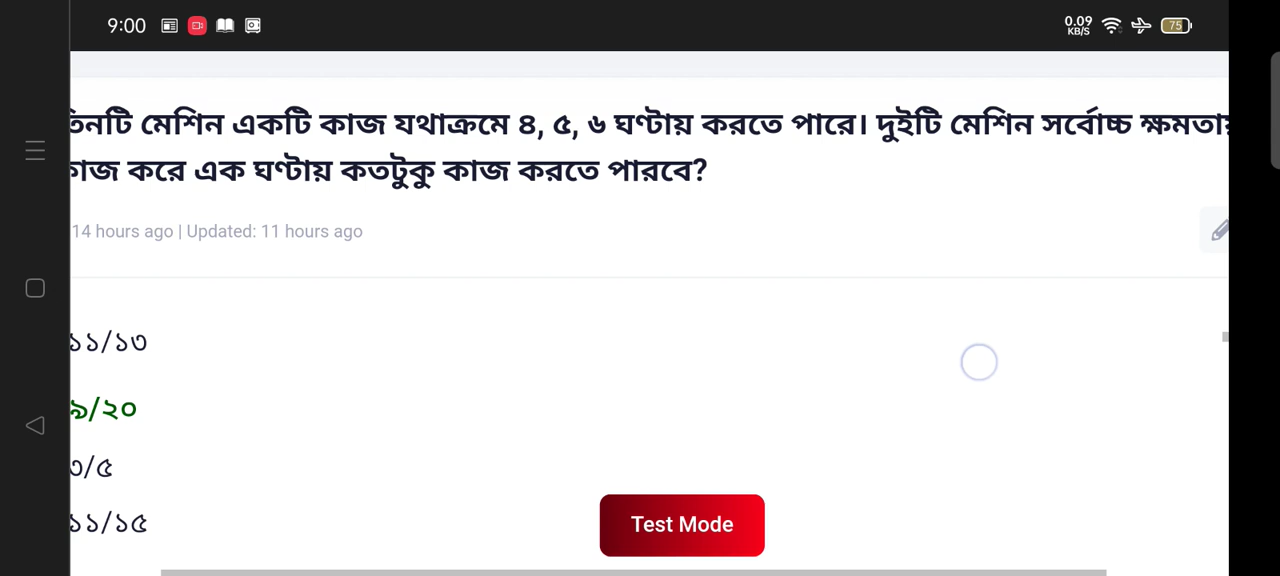 9:00
0.09
KB/S
75
তিনটি মেশিন একটি কাজ যথাক্রমে ৪, ৫, ৬ ঘণ্টায় করতে পারে। দুইটি মেশিন সর্বোচ্চ ক্ষমতায়
কাজ করে এক ঘণ্টায় কতটুকু কাজ করতে পারবে?
14 hours ago | Updated: 11 hours ago
১১/১৩
৯/২০
৩/৫
১১/১৫
Test Mode